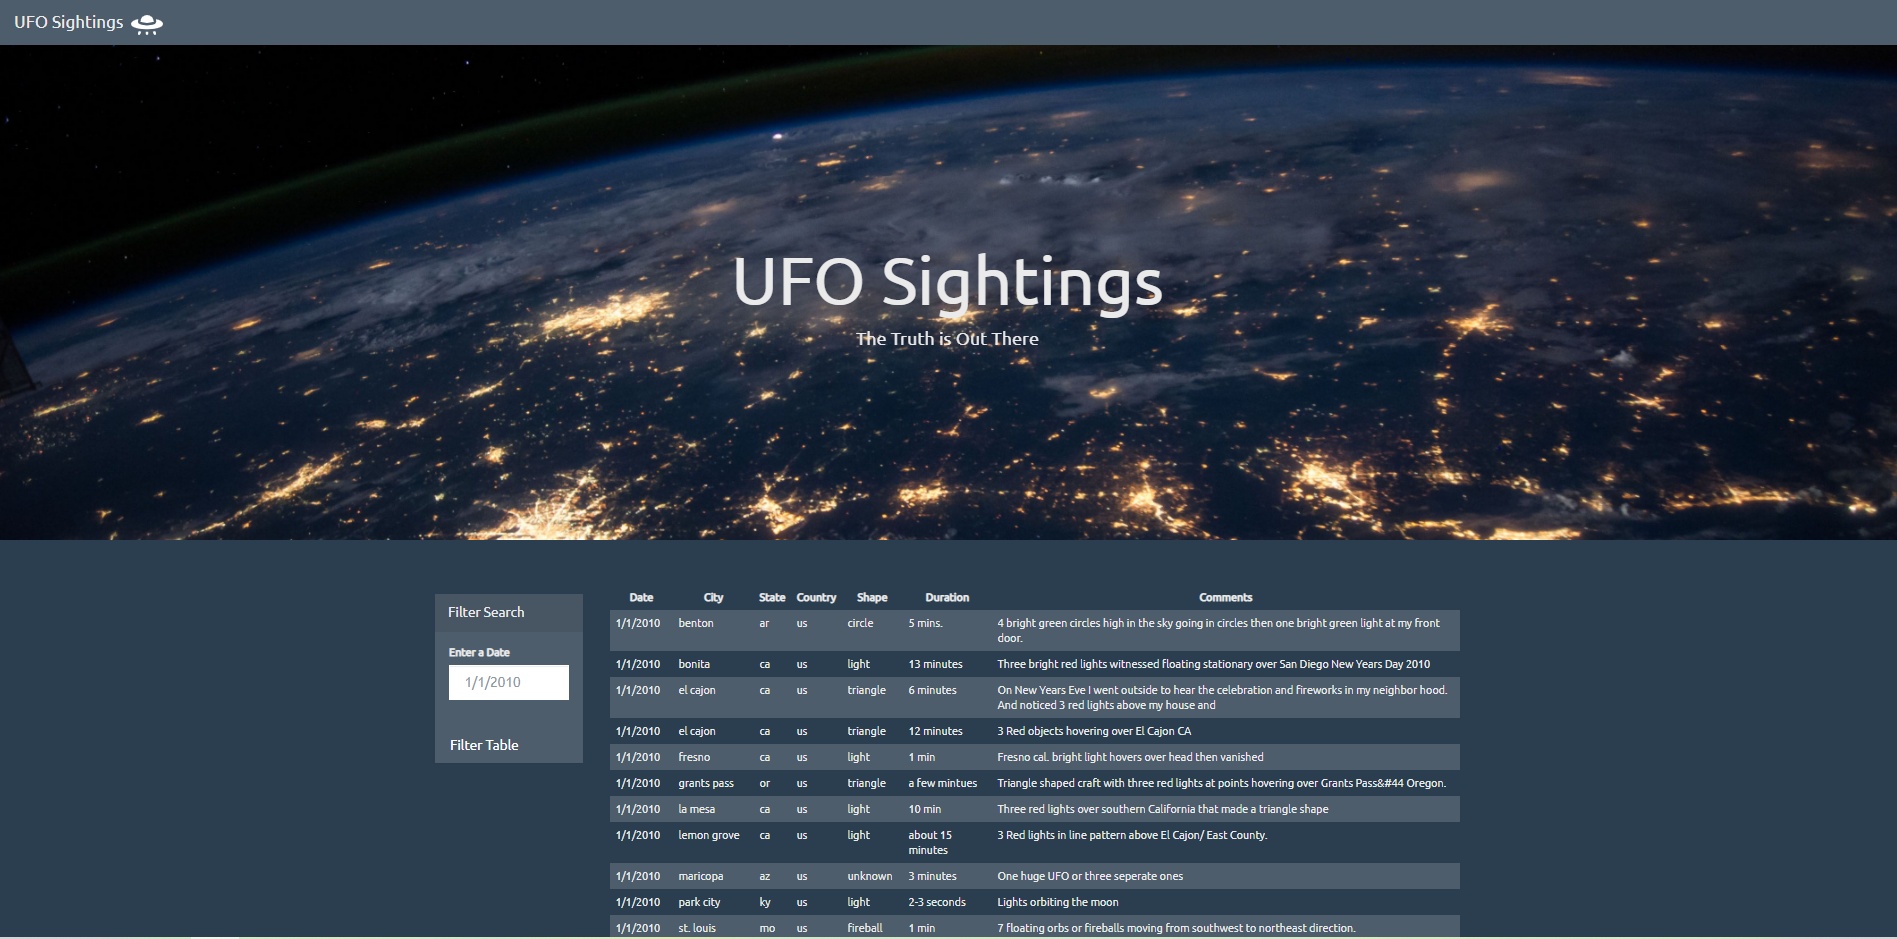 UFO Sightings
UFO Sightings
The Truth is Out There
Filter Search
Enter a Date
1/1/2010
Filter Table
Date City State Country Shape Duration Comments
1/1/2010 benton ar us circle 5 mins. 4 bright green circles high in the sky going in circles then one bright green light at my front
door.
1/1/2010 bonita ca us light 13 minutes Three bright red lights witnessed floating stationary over San Diego New Years Day 2010
1/1/2010 el cajon ca us triangle 6 minutes On New Years Eve I went outside to hear the celebration and fireworks in my neighbor hood.
And noticed 3 red lights above my house and
1/1/2010 el cajon ca us triangle 12 minutes 3 Red objects hovering over El Cajon CA
1/1/2010 fresno ca us light 1 min Fresno cal. bright light hovers over head then vanished
1/1/2010 grants pass or us triangle a few mintues Triangle shaped craft with three red lights at points hovering over Grants Pass&#44 Oregon.
1/1/2010 la mesa ca us light 10 min Three red lights over southern California that made a triangle shape
1/1/2010 lemon grove ca us light about 15 3 Red lights in line pattern above El Cajon/ East County.
minutes
1/1/2010 maricopa az us unknown 3 minutes One huge UFO or three seperate ones
1/1/2010 park city ky us light 2-3 seconds Lights orbiting the moon
1/1/2010 st. louis mo us fireball 1 min 7 floating orbs or fireballs moving from southwest to northeast direction.